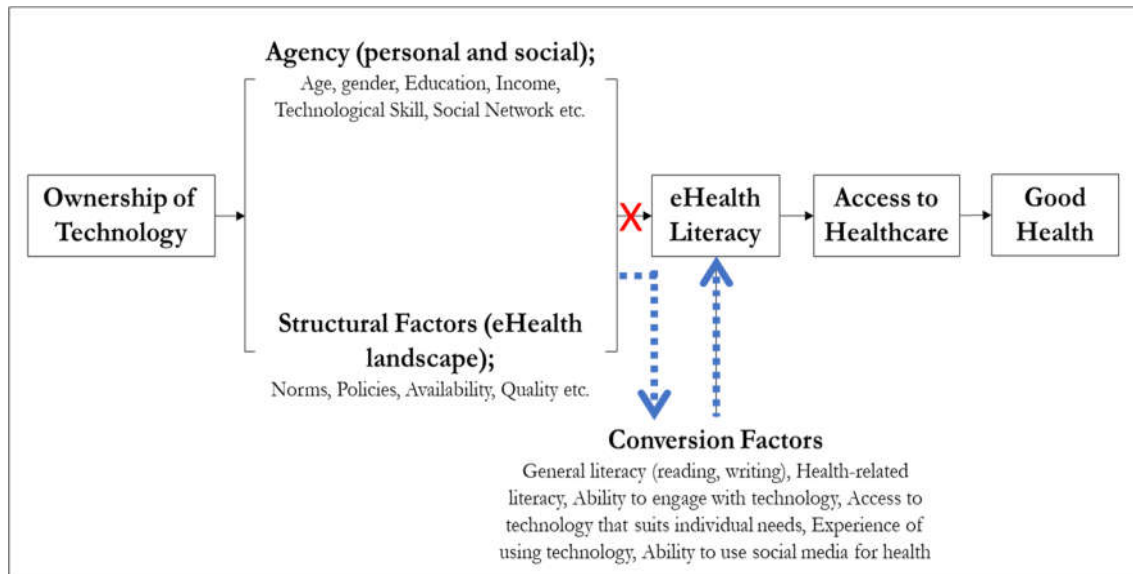 Agency (personal and social);
Age, gender, Education, Income,
Technological Skill, Social Network etc.
Ownership of
Technology
X
eHealth
Literacy
Access to
Healthcare
Good
Health
Structural Factors (eHealth
landscape);
Norms, Policies, Availability, Quality etc.
Conversion Factors
General literacy (reading, writing), Health-related
literacy, Ability to engage with technology, Access to
technology that suits individual needs, Experience of
using technology, Ability to use social media for health